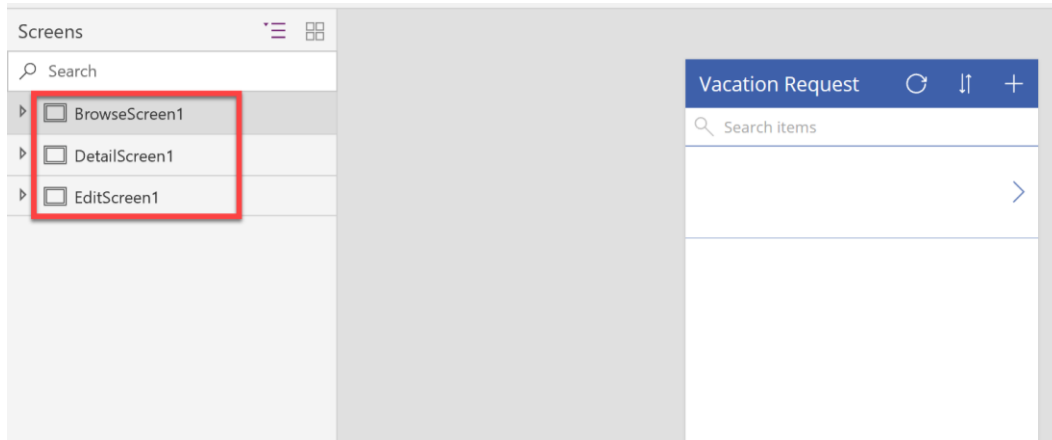 Screens
Search
BrowseScreen1
DetailScreen1
EditScreen1
Vacation Request
Search items